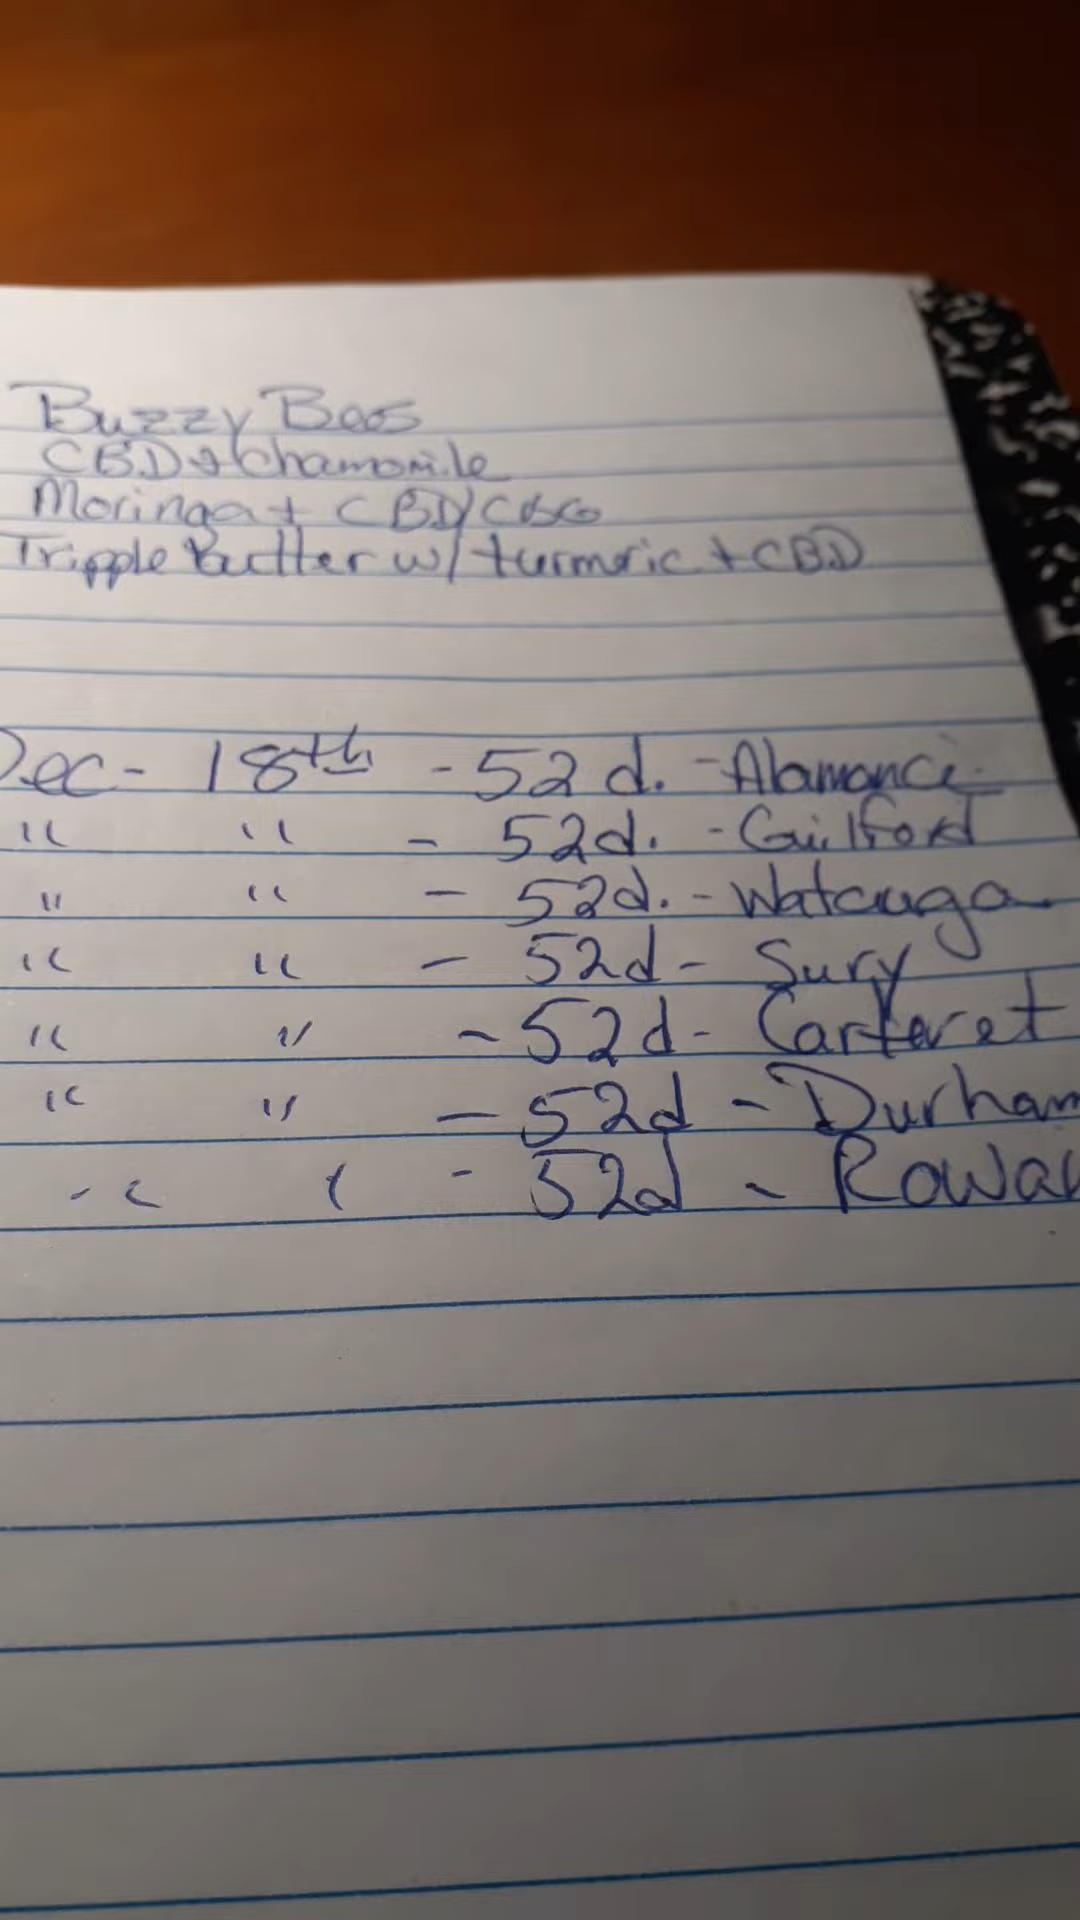 Buzzy Bees
CBD + Chamomile
Moringa + CBD/CBG
Tripple Butter w/ turmeric + CBD
Dec - 18th - 52 d. - Alamance
" " - 52d. - Guilford
" " - 52d. - Watauga
" " - 52d - Surry
" " - 52d - Carteret
" " - 52d - Durham
" " - 52d - Rowan